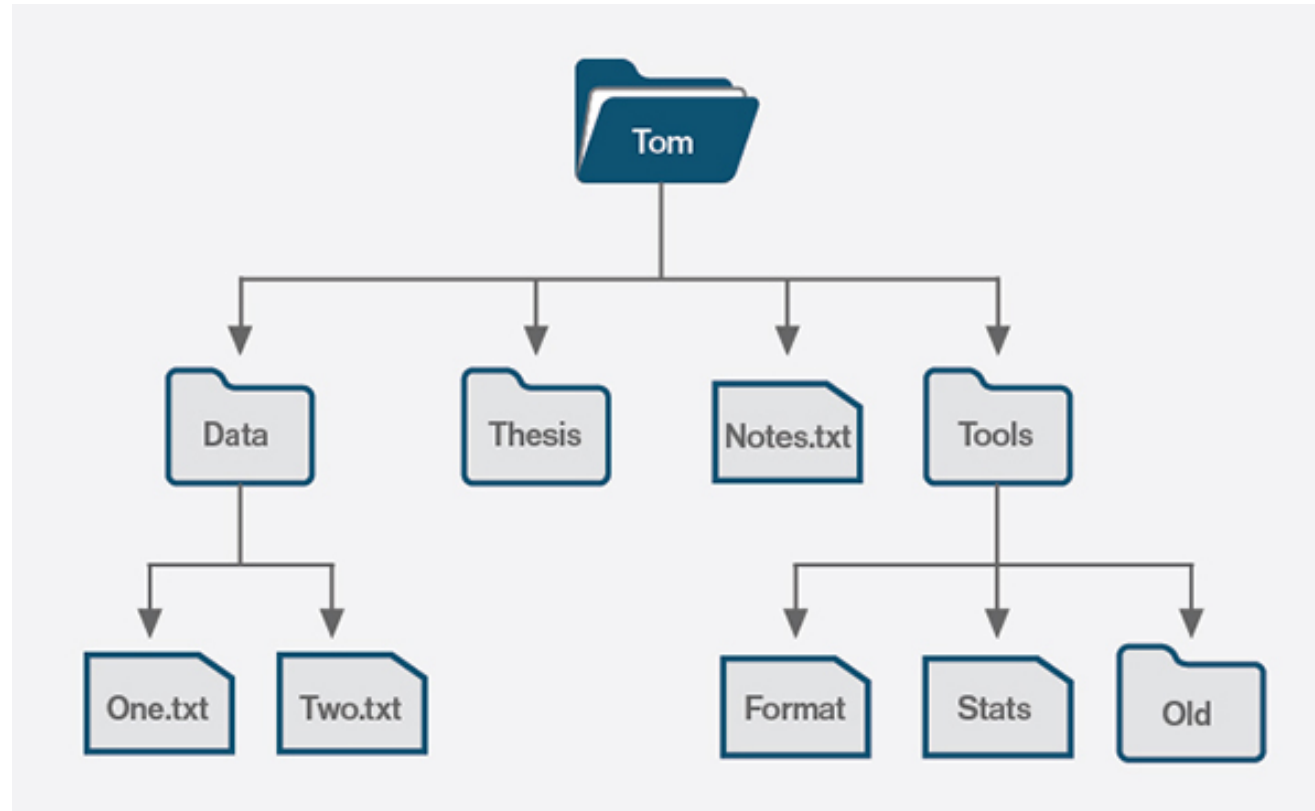 Tom
Data
Thesis
Notes.txt
Tools
One.txt
Two.txt
Format
Stats
Old